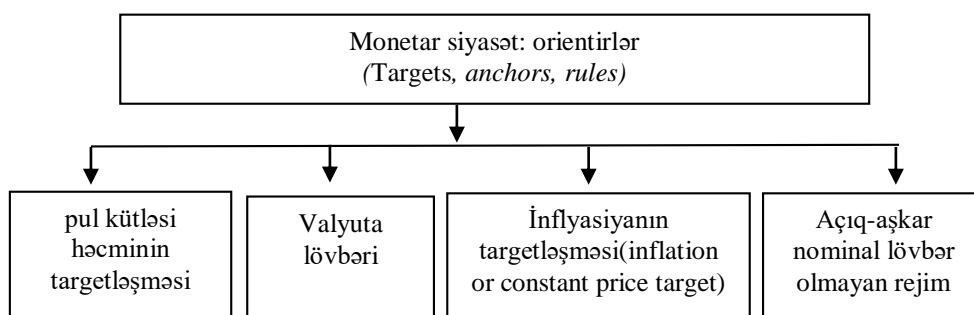 Monetar siyasət: orientirlər
(Targets, anchors, rules)
pul kütləsi
həcminin
targetləşməsi
Valyuta
lövbəri
İnflyasiyanın
targetləşməsi(inflation
or constant price target)
Açıq-aşkar
nominal lövbər
olmayan rejim